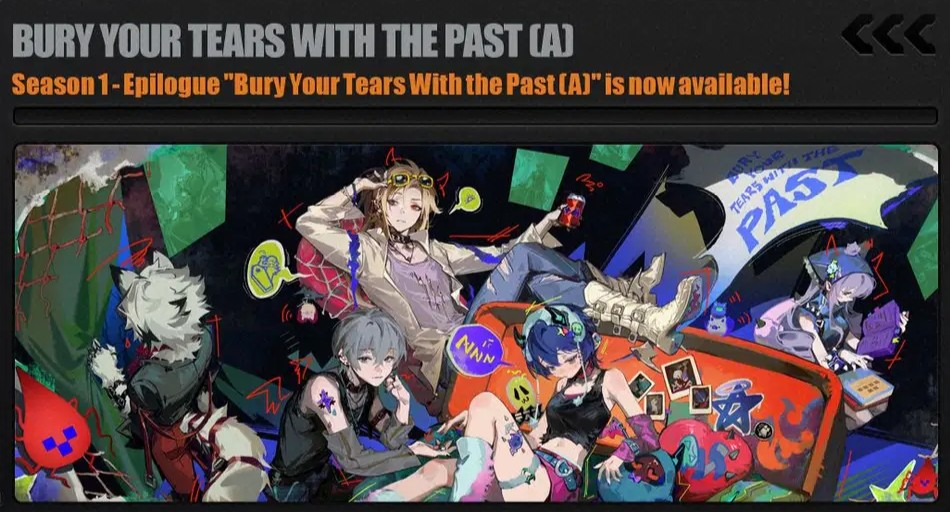 BURY YOUR TEARS WITH THE PAST (A)
Season 1 - Epilogue "Bury Your Tears With the Past (A)" is now available!
BURY
YOUR
TEARS WITH THE
PAST
NNN